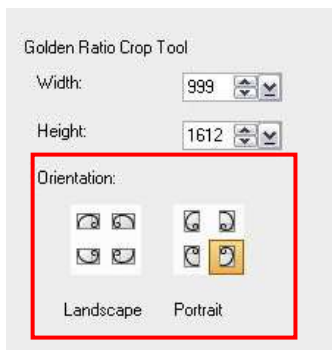 Golden Ratio Crop Tool
Width: 999
Height: 1612
Orientation:
Landscape Portrait